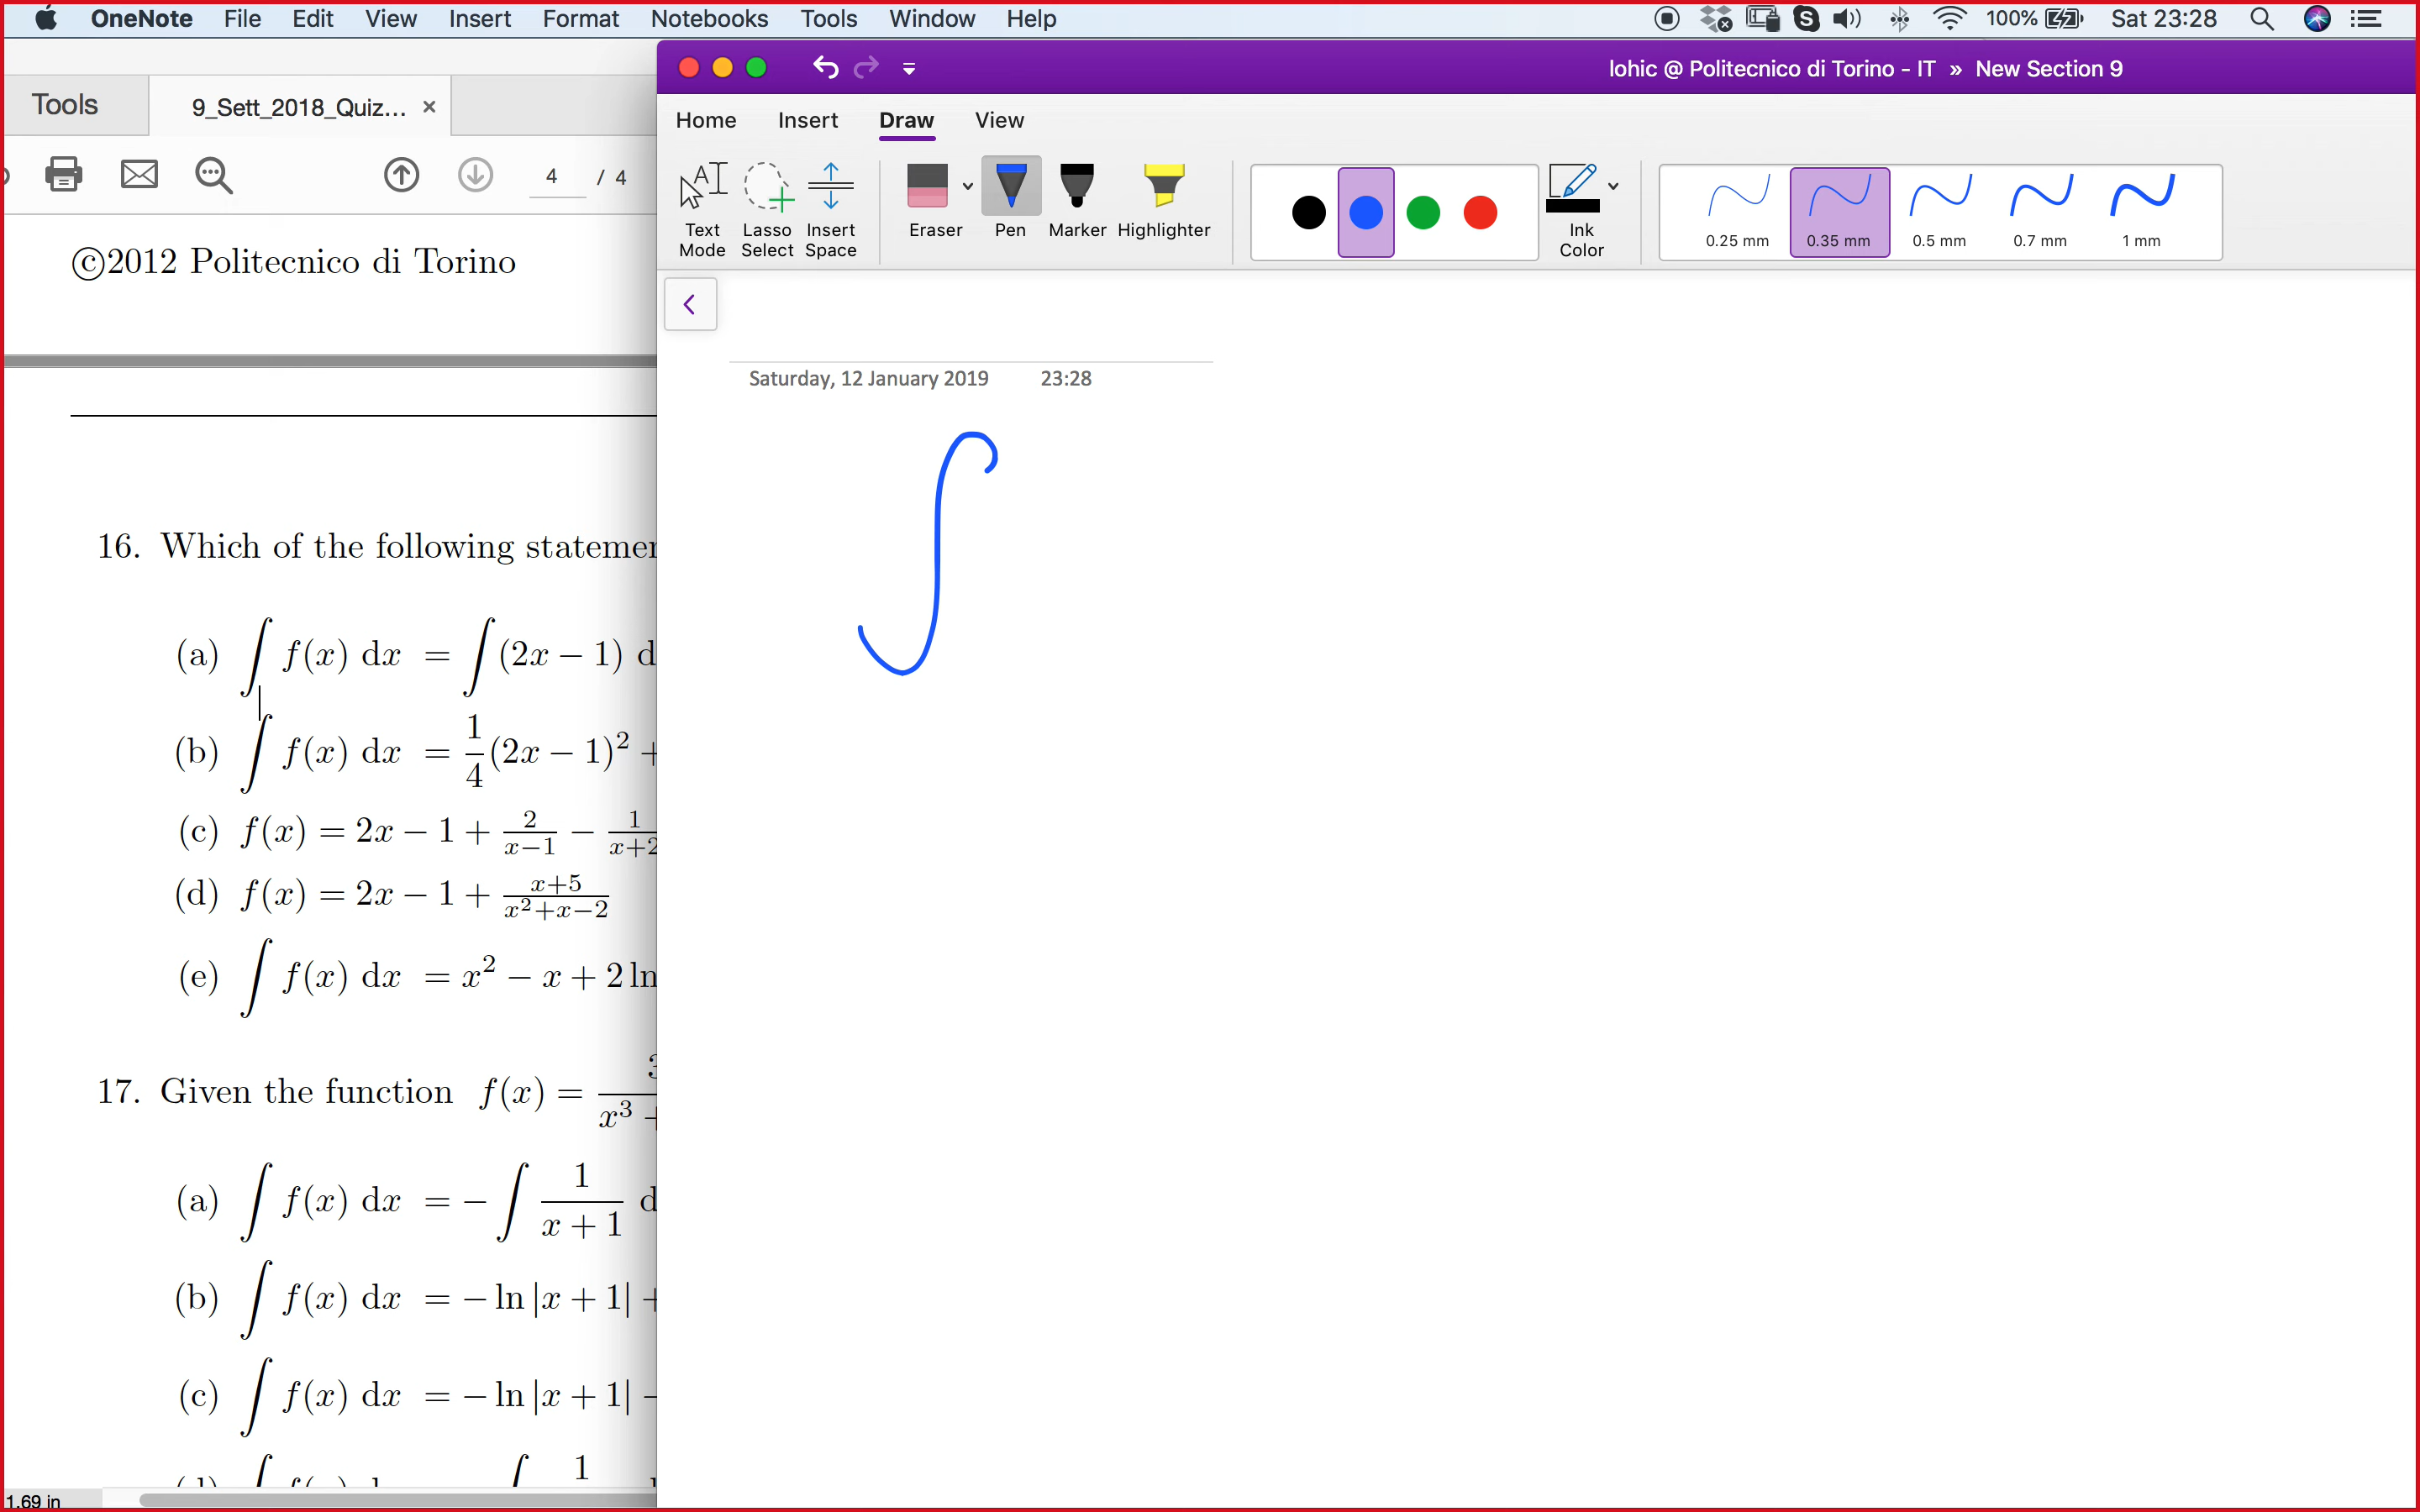 OneNote File Edit View Insert Format Notebooks Tools Window Help 100% Sat 23:28
lohic @ Politecnico di Torino - IT » New Section 9
Tools 9_Sett_2018_Quiz... ×
4 / 4
Home Insert Draw View
Text Mode
Lasso Select
Insert Space
Eraser
Pen
Marker
Highlighter
Ink Color
0.25 mm 0.35 mm 0.5 mm 0.7 mm 1 mm
©2012 Politecnico di Torino
Saturday, 12 January 2019 23:28
∫
16. Which of the following
(a) ∫ f(x) dx = ∫(2x − 1) d
(b) ∫ f(x) dx = 1/4(2x − 1)² +
(c) f(x) = 2x − 1 + 2/(x−1) − 1/(x+2
(d) f(x) = 2x − 1 + (x+5)/(x²+x−2)
(e) ∫ f(x) dx = x² − x + 2 ln
17. Given the function f(x) = 3/(x³ +
(a) ∫ f(x) dx = − ∫ 1/(x + 1) d
(b) ∫ f(x) dx = − ln |x + 1| +
(c) ∫ f(x) dx = − ln |x + 1| −
1.69 in